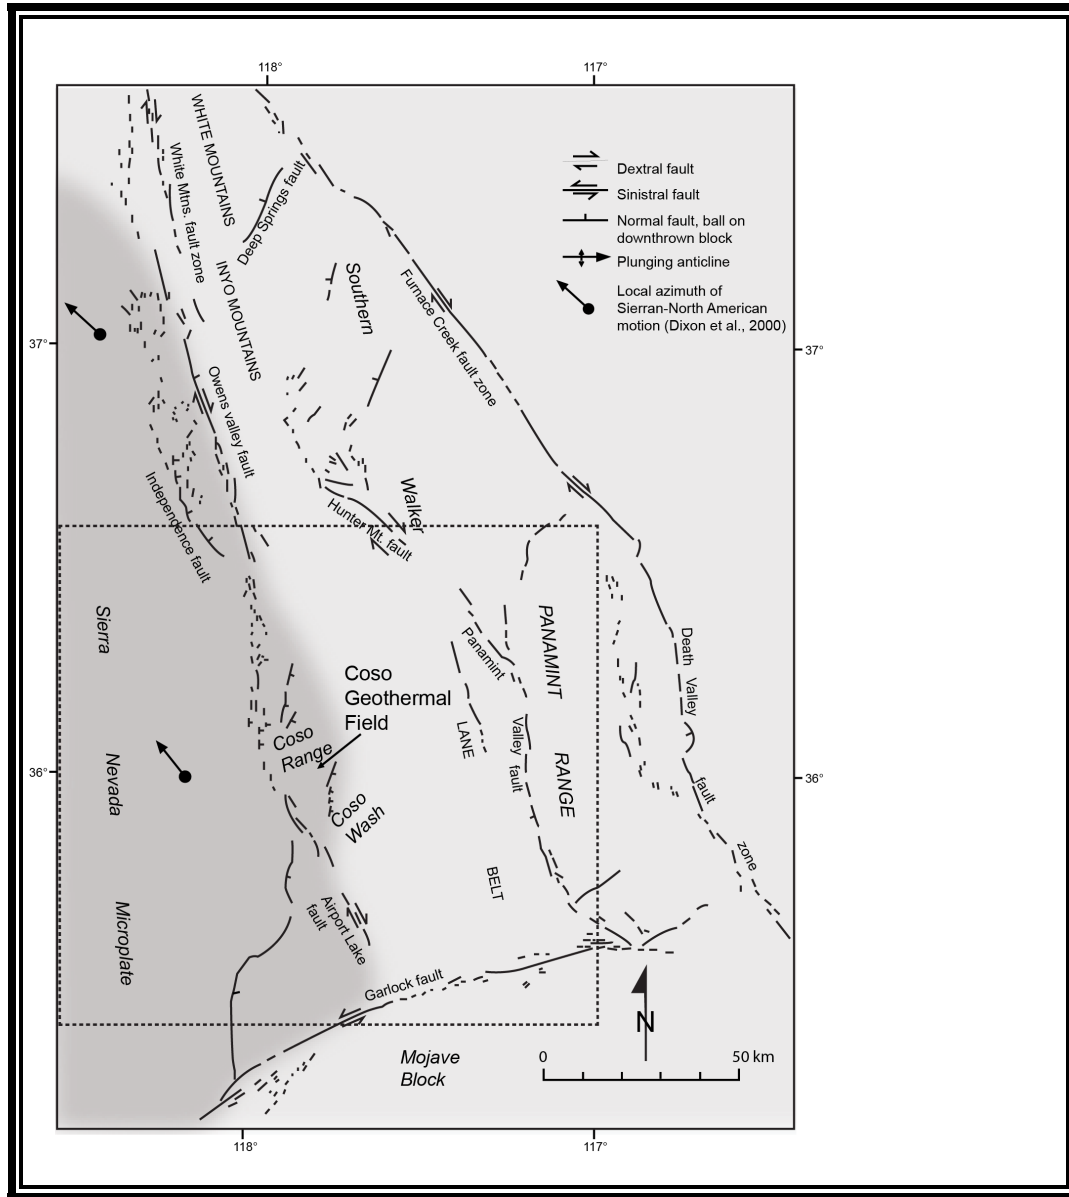 118°
117°
WHITE MOUNTAINS
White Mtns. fault zone
Deep Springs fault
Dextral fault
Sinistral fault
Normal fault, ball on
downthrown block
Plunging anticline
Local azimuth of
Sierran-North American
motion (Dixon et al., 2000)
INYO MOUNTAINS
Southern
Furnace Creek fault zone
37°
37°
Owens valley fault
Independence fault
Walker
Hunter Mt. fault
Sierra
PANAMINT
Panamint
Death Valley
Coso
Geothermal
Field
LANE
Coso
Range
Valley fault
RANGE
Nevada
36°
36°
fault
Coso
Wash
zone
BELT
Microplate
Airport Lake
fault
Garlock fault
N
Mojave
Block
0
50 km
118°
117°